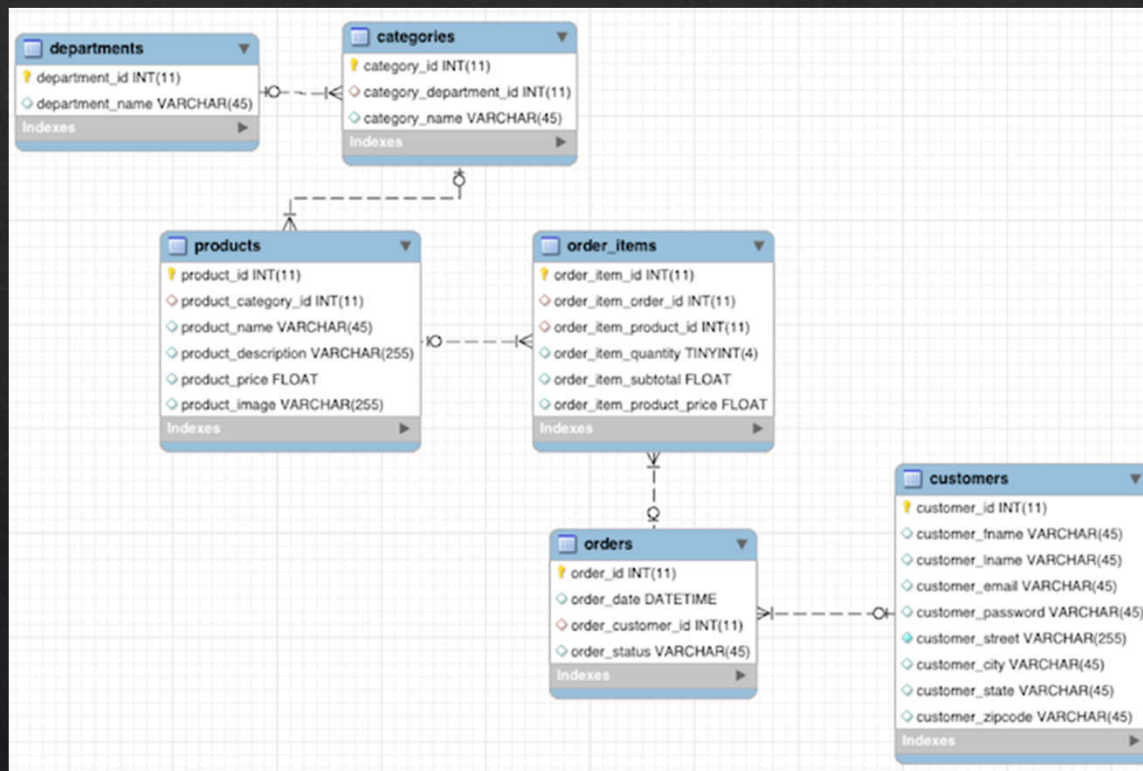 departments
department_id INT(11)
department_name VARCHAR(45)
Indexes
categories
category_id INT(11)
category_department_id INT(11)
category_name VARCHAR(45)
Indexes
products
product_id INT(11)
product_category_id INT(11)
product_name VARCHAR(45)
product_description VARCHAR(255)
product_price FLOAT
product_image VARCHAR(255)
Indexes
order_items
order_item_id INT(11)
order_item_order_id INT(11)
order_item_product_id INT(11)
order_item_quantity TINYINT(4)
order_item_subtotal FLOAT
order_item_product_price FLOAT
Indexes
orders
order_id INT(11)
order_date DATETIME
order_customer_id INT(11)
order_status VARCHAR(45)
Indexes
customers
customer_id INT(11)
customer_fname VARCHAR(45)
customer_lname VARCHAR(45)
customer_email VARCHAR(45)
customer_password VARCHAR(45)
customer_street VARCHAR(255)
customer_city VARCHAR(45)
customer_state VARCHAR(45)
customer_zipcode VARCHAR(45)
Indexes